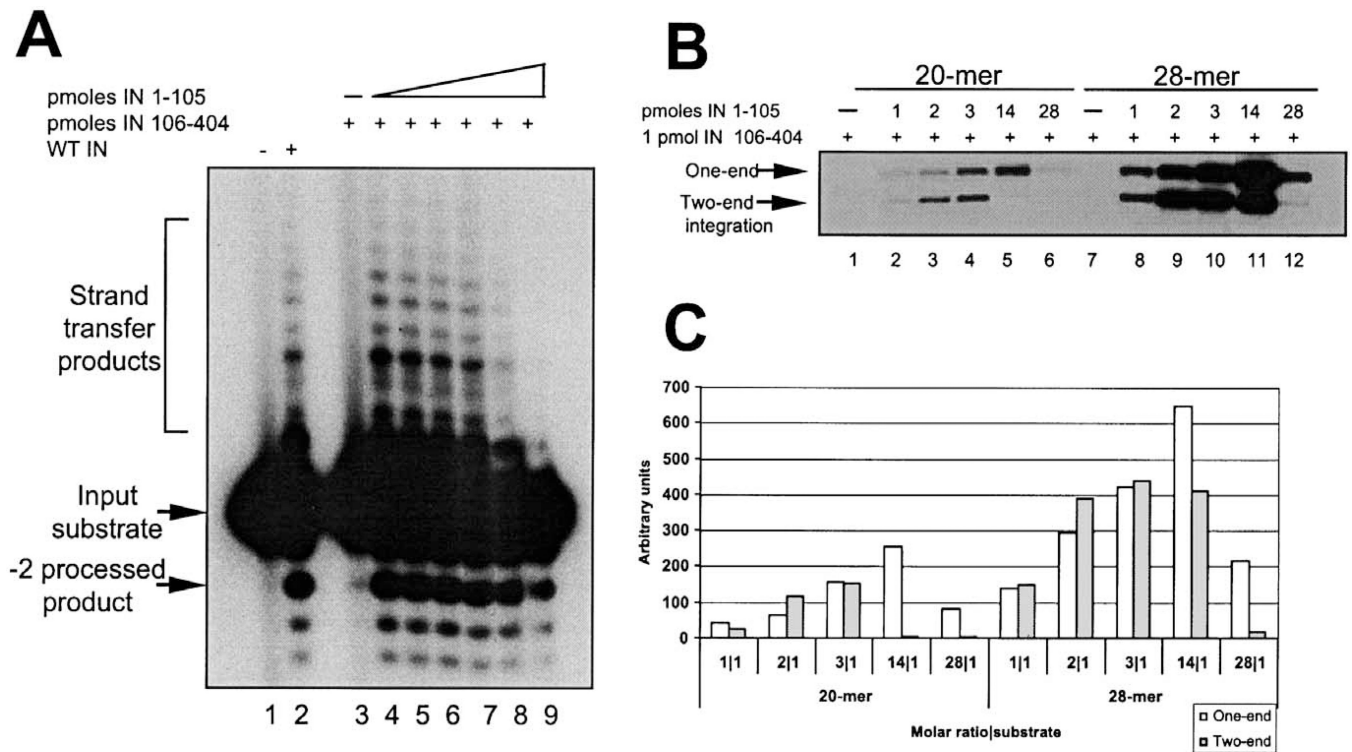 A
pmoles IN 1-105 —
pmoles IN 106-404 + + + + + + +
WT IN - +
Strand
transfer
products
Input
substrate
-2 processed
product
1 2 3 4 5 6 7 8 9
B
20-mer 28-mer
pmoles IN 1-105 — 1 2 3 14 28 — 1 2 3 14 28
1 pmol IN 106-404 + + + + + + + + + + + +
One-end
Two-end
integration
1 2 3 4 5 6 7 8 9 10 11 12
C
700
600
500
400
300
200
100
0
Arbitrary units
1|1 2|1 3|1 14|1 28|1 1|1 2|1 3|1 14|1 28|1
20-mer 28-mer
Molar ratio|substrate
One-end
Two-end